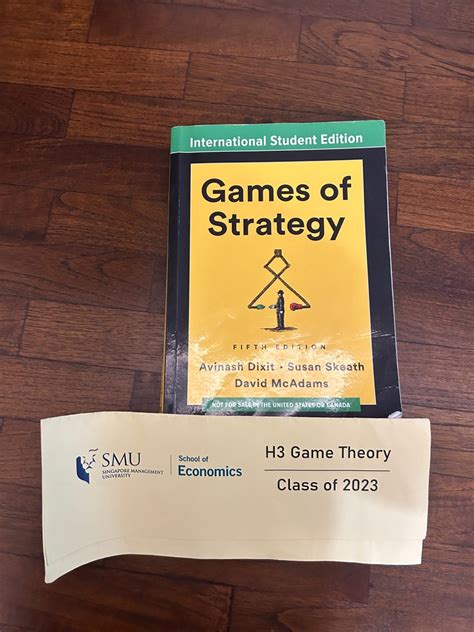 International Student Edition
Games of
Strategy
FIFTH EDITION
Avinash Dixit · Susan Skeath
David McAdams
NOT FOR SALE IN THE UNITED STATES OR CANADA
SMU
SINGAPORE MANAGEMENT
UNIVERSITY
School of
Economics
H3 Game Theory
Class of 2023